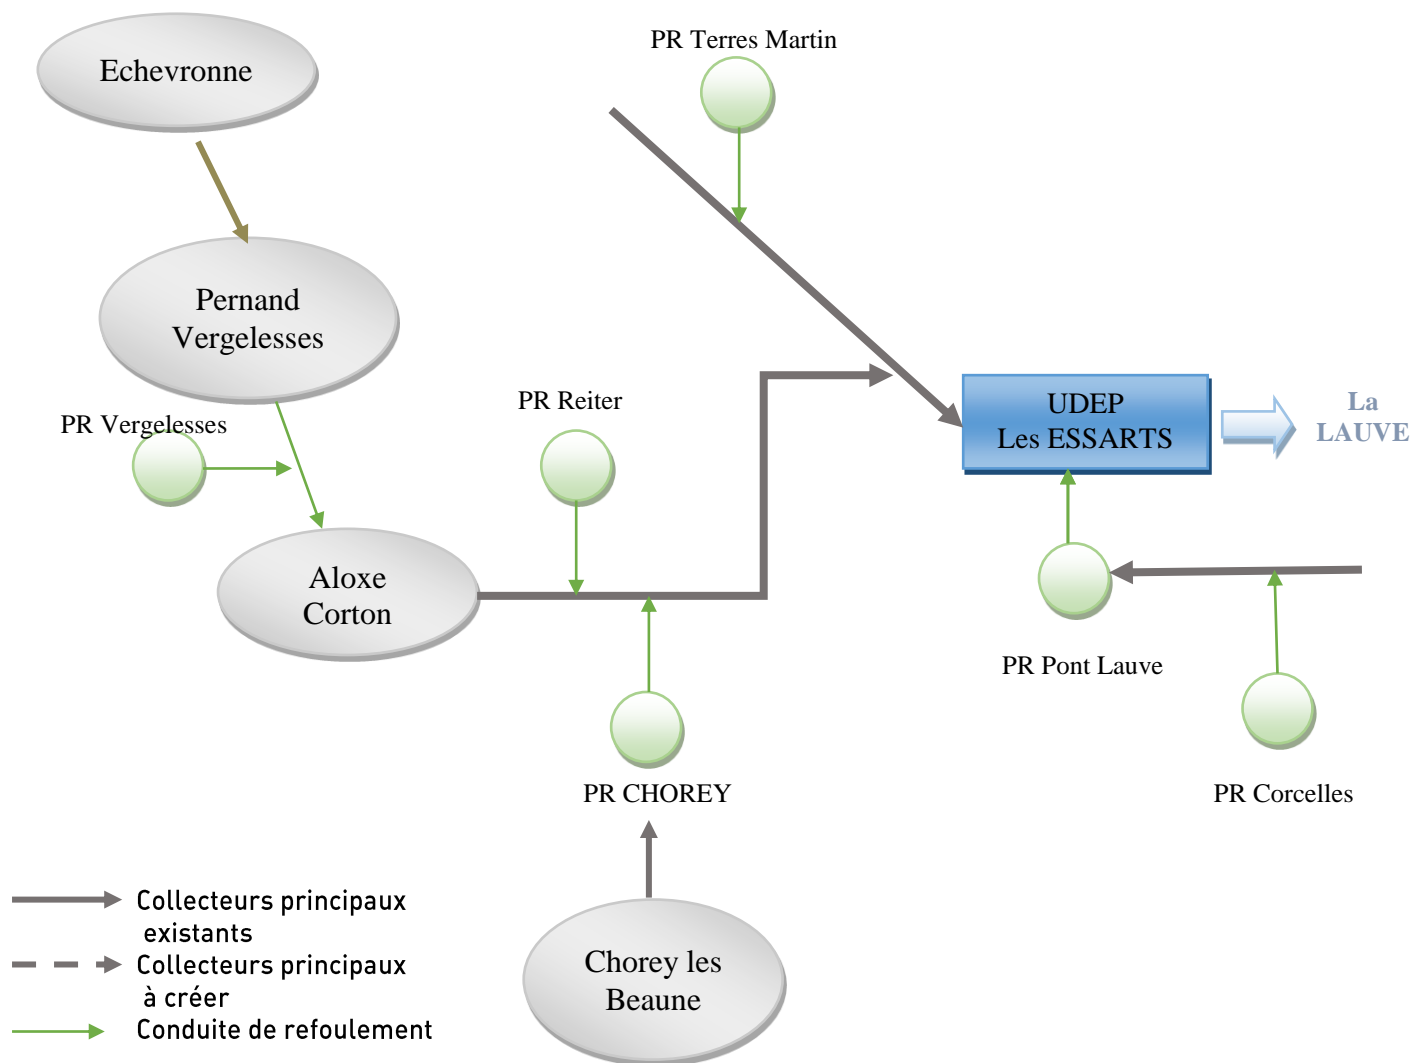 PR Terres Martin
Echevronne
Pernand
Vergelesses
PR Vergelesses
PR Reiter
UDEP
Les ESSARTS
La
LAUVE
Aloxe
Corton
PR Pont Lauve
PR CHOREY
PR Corcelles
Chorey les
Beaune
Collecteurs principaux
existants
Collecteurs principaux
à créer
Conduite de refoulement